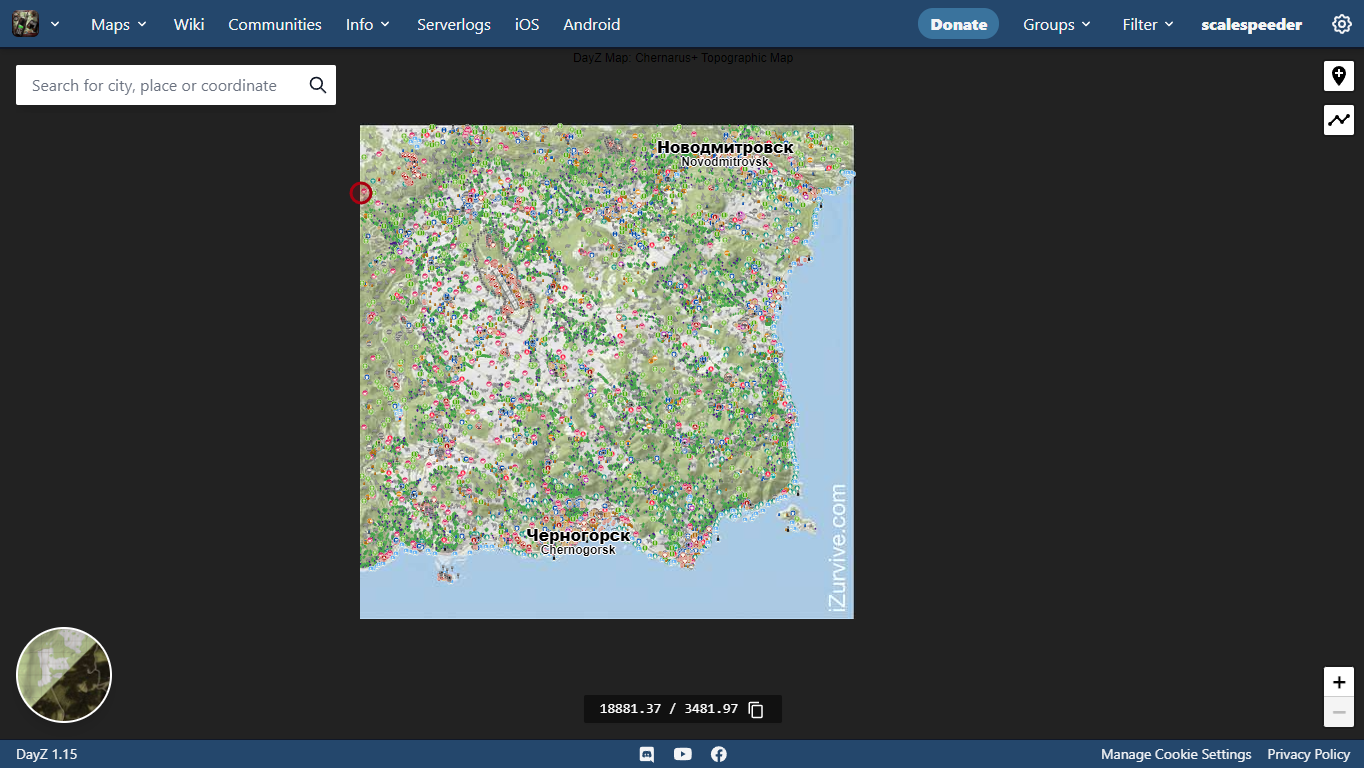 Maps
Wiki
Communities
Info
Serverlogs
iOS
Android
Donate
Groups
Filter
scalespeeder
DayZ Map: Chernarus+ Topographic Map
Search for city, place or coordinate
Новодмитровск
Novodmitrovsk
Черногорск
Chernogorsk
iZurvive.com
18881.37 / 3481.97
DayZ 1.15
Manage Cookie Settings
Privacy Policy